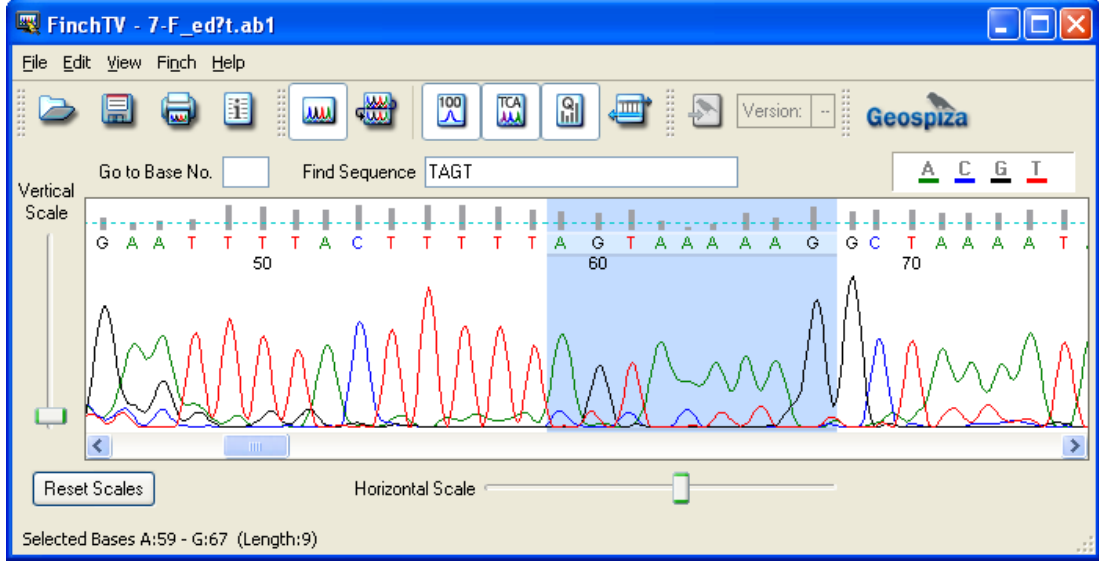 FinchTV - 7-F_ed?t.ab1
File Edit View Finch Help
100 TCA Q Version: -- Geospiza
Go to Base No. Find Sequence TAGT A C G T
Vertical
Scale
G A A T T T T A C T T T T T A G T A A A A A G G C T A A A A T
50 60 70
Reset Scales Horizontal Scale
Selected Bases A:59 - G:67 (Length:9)